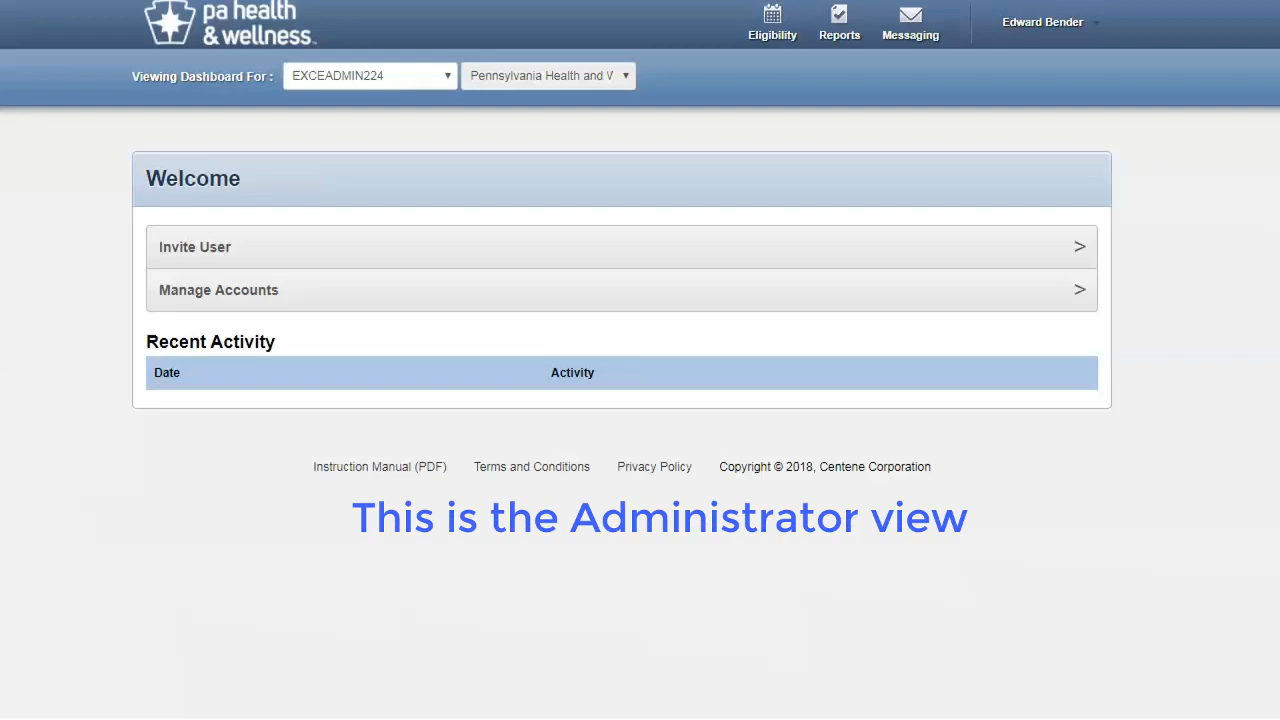 pa health
& wellness™
Eligibility
Reports
Messaging
Edward Bender
Viewing Dashboard For :
EXCEADMIN224
Pennsylvania Health and W
Welcome
Invite User
>
Manage Accounts
>
Recent Activity
Date
Activity
Instruction Manual (PDF)
Terms and Conditions
Privacy Policy
Copyright © 2018, Centene Corporation
This is the Administrator view